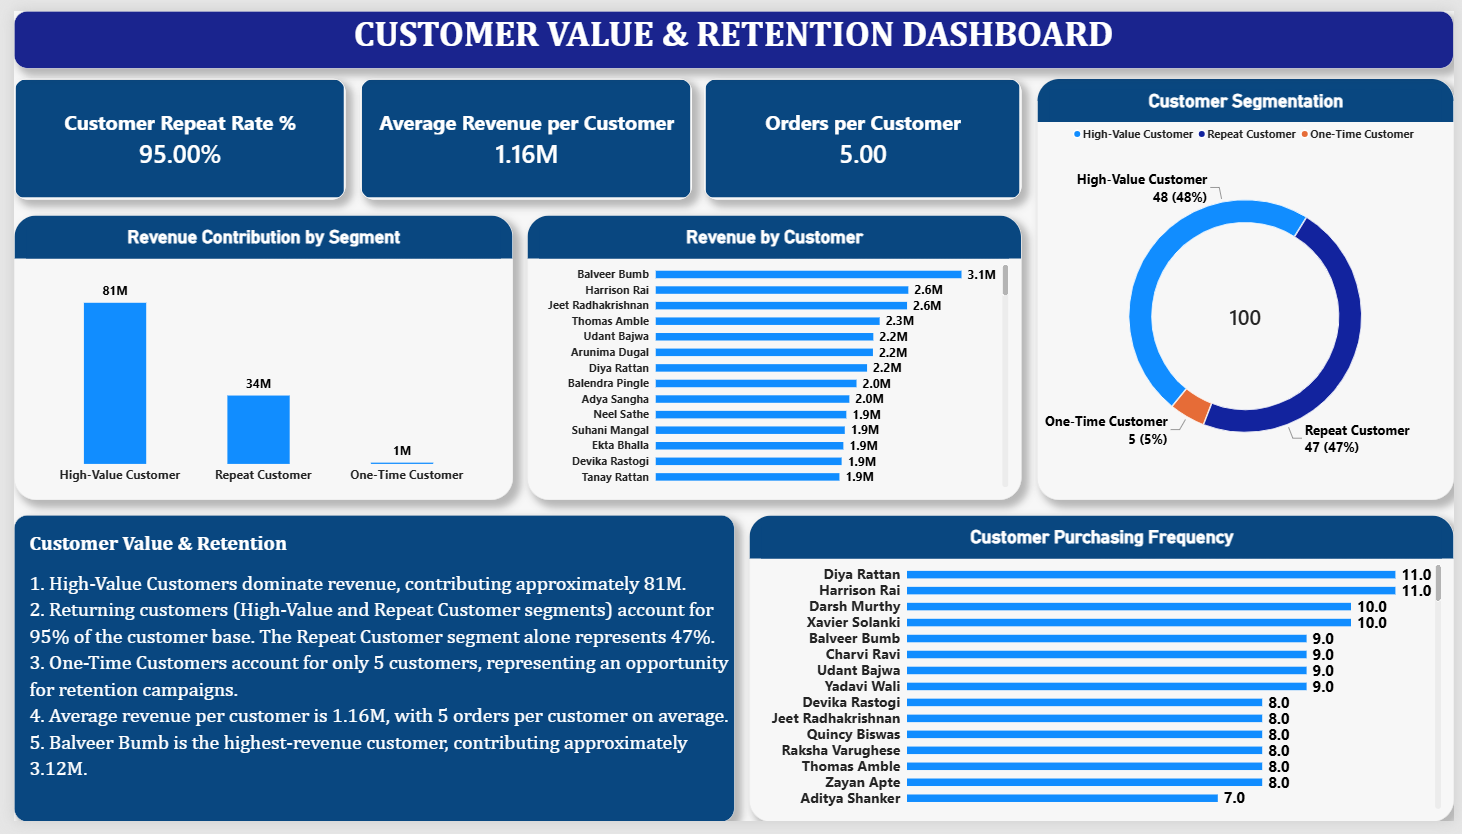 CUSTOMER VALUE & RETENTION DASHBOARD
Customer Repeat Rate %
95.00%
Average Revenue per Customer
1.16M
Orders per Customer
5.00
Customer Segmentation
High-Value Customer Repeat Customer One-Time Customer
High-Value Customer
48 (48%)
100
One-Time Customer
5 (5%)
Repeat Customer
47 (47%)
Revenue Contribution by Segment
81M
34M
1M
High-Value Customer Repeat Customer One-Time Customer
Revenue by Customer
Balveer Bumb 3.1M
Harrison Rai 2.6M
Jeet Radhakrishnan 2.6M
Thomas Amble 2.3M
Udant Bajwa 2.2M
Arunima Dugal 2.2M
Diya Rattan 2.2M
Balendra Pingle 2.0M
Adya Sangha 2.0M
Neel Sathe 1.9M
Suhani Mangal 1.9M
Ekta Bhalla 1.9M
Devika Rastogi 1.9M
Tanay Rattan 1.9M
Customer Value & Retention
1. High-Value Customers dominate revenue, contributing approximately 81M.
2. Returning customers (High-Value and Repeat Customer segments) account for
95% of the customer base. The Repeat Customer segment alone represents 47%.
3. One-Time Customers account for only 5 customers, representing an opportunity
for retention campaigns.
4. Average revenue per customer is 1.16M, with 5 orders per customer on average.
5. Balveer Bumb is the highest-revenue customer, contributing approximately
3.12M.
Customer Purchasing Frequency
Diya Rattan 11.0
Harrison Rai 11.0
Darsh Murthy 10.0
Xavier Solanki 10.0
Balveer Bumb 9.0
Charvi Ravi 9.0
Udant Bajwa 9.0
Yadavi Wali 9.0
Devika Rastogi 8.0
Jeet Radhakrishnan 8.0
Quincy Biswas 8.0
Raksha Varughese 8.0
Thomas Amble 8.0
Zayan Apte 8.0
Aditya Shanker 7.0